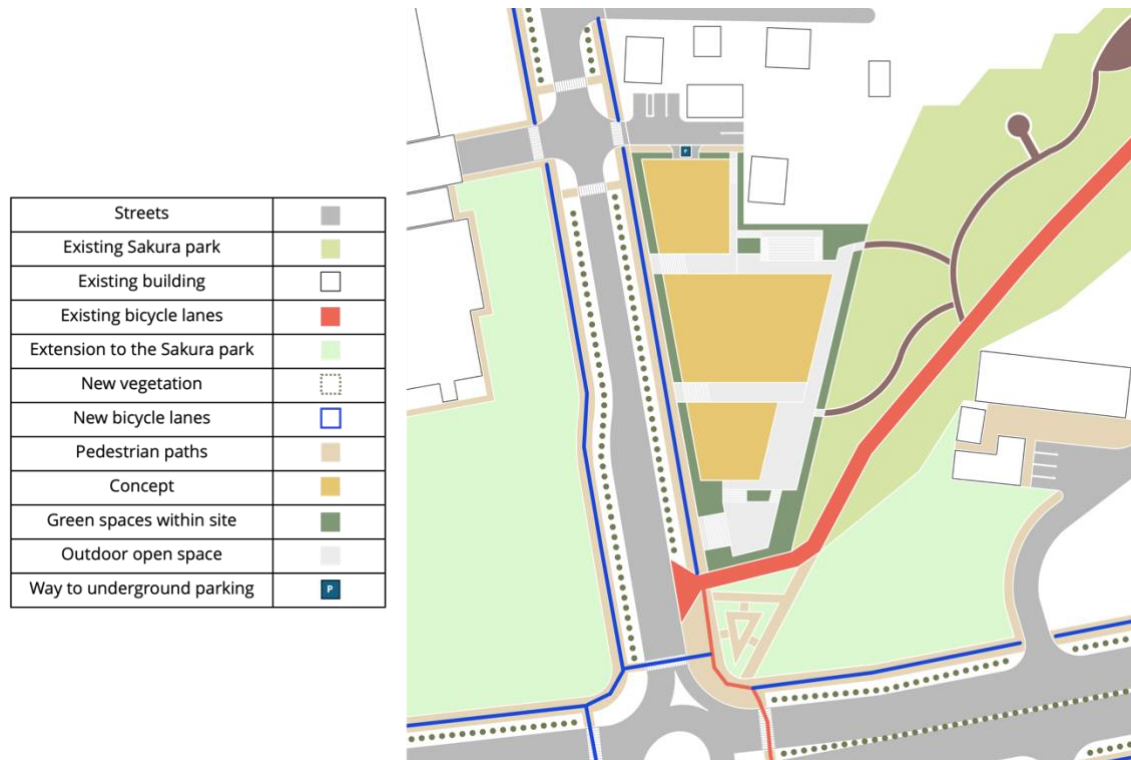 Streets
Existing Sakura park
Existing building
Existing bicycle lanes
Extension to the Sakura park
New vegetation
New bicycle lanes
Pedestrian paths
Concept
Green spaces within site
Outdoor open space
Way to underground parking
P
P